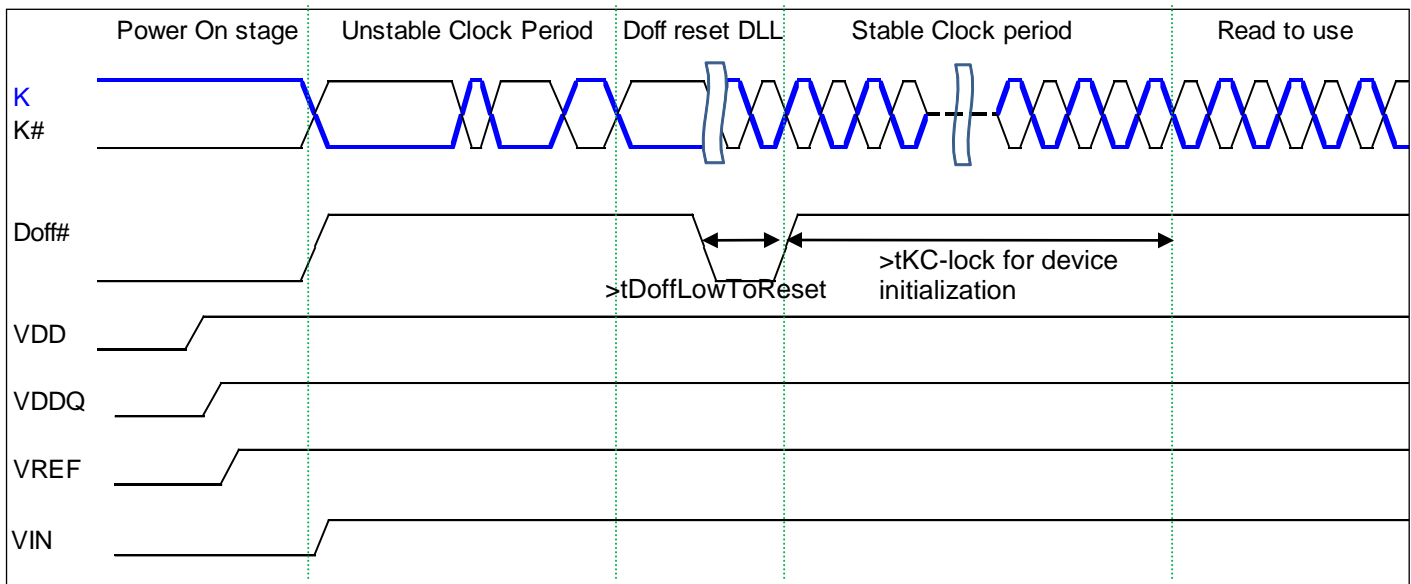 Power On stage
Unstable Clock Period
Doff reset DLL
Stable Clock period
Read to use
K
K#
Doff#
>tDoffLowToReset
>tKC-lock for device
initialization
VDD
VDDQ
VREF
VIN